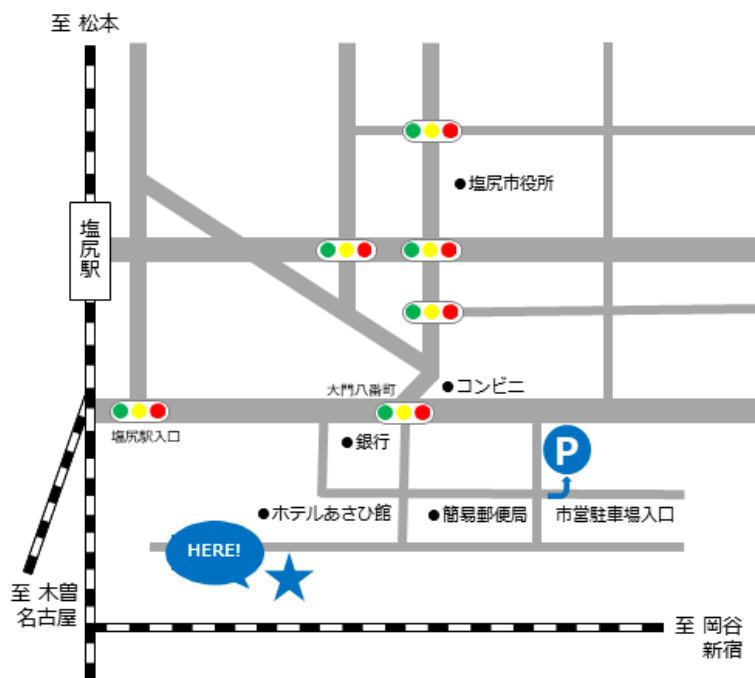 至 松本
塩尻市役所
塩尻駅
大門八番町
コンビニ
塩尻駅入口
銀行
P
ホテルあさひ館
簡易郵便局
市営駐車場入口
HERE!
至 木曽
名古屋
至 岡谷
新宿